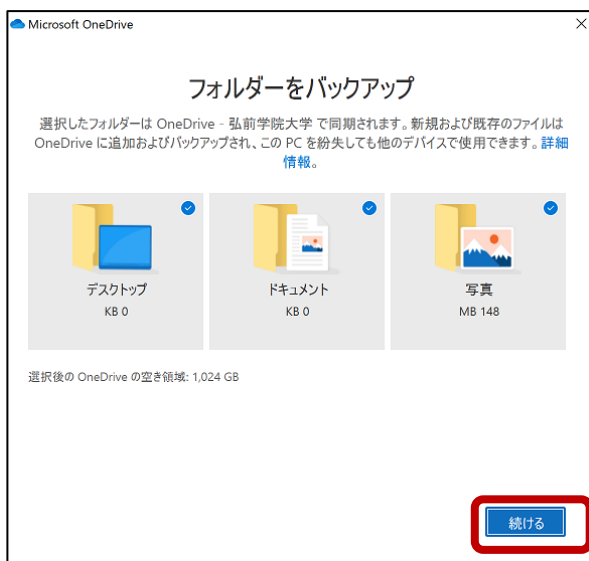 Microsoft OneDrive
フォルダーをバックアップ
選択したフォルダーは OneDrive - 弘前学院大学 で同期されます。新規および既存のファイルは
OneDrive に追加およびバックアップされ、この PC を紛失しても他のデバイスで使用できます。詳細
情報。
デスクトップ ドキュメント 写真
KB 0 KB 0 MB 148
選択後の OneDrive の空き領域: 1,024 GB
続ける